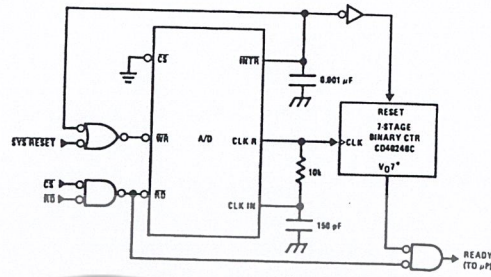 CS
INTR
0.001 µF
RESET
7-STAGE
BINARY CTR
CD4024BC
VO7*
SYS RESET
WR
A/D
CLK R
CLK
10k
CS
RD
RD
CLK IN
150 pF
READY
(TO µP)